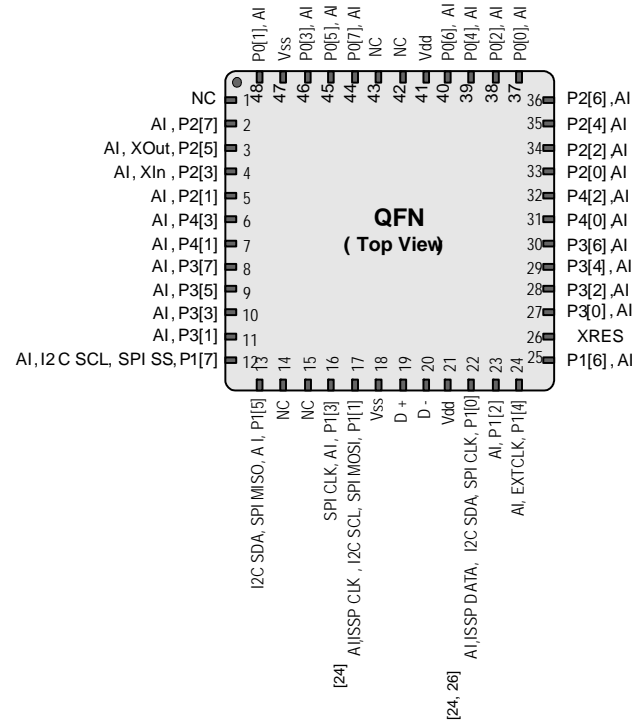 P0[1], AI
Vss
P0[3], AI
P0[5], AI
P0[7], AI
NC
NC
Vdd
P0[6], AI
P0[4], AI
P0[2], AI
P0[0], AI
48
47
46
45
44
43
42
41
40
39
38
37
NC 1
AI , P2[7] 2
AI, XOut, P2[5] 3
AI, XIn , P2[3] 4
AI , P2[1] 5
AI, P4[3] 6
AI, P4[1] 7
AI, P3[7] 8
AI, P3[5] 9
AI, P3[3] 10
AI, P3[1] 11
AI, I2 C SCL, SPI SS, P1[7] 12
QFN
( Top View)
36 P2[6] ,AI
35 P2[4] ,AI
34 P2[2] ,AI
33 P2[0] ,AI
32 P4[2] ,AI
31 P4[0] ,AI
30 P3[6] ,AI
29 P3[4] ,AI
28 P3[2] ,AI
27 P3[0] ,AI
26 XRES
25 P1[6] , AI
13
14
15
16
17
18
19
20
21
22
23
24
I2C SDA, SPI MISO, A I, P1[5]
NC
NC
SPI CLK, AI, P1[3]
[24] AI,ISSP CLK , I2C SCL, SPI MOSI, P1[1]
Vss
D +
D -
Vdd
[24, 26] AI,ISSP DATA, I2C SDA, SPI CLK, P1[0]
AI, P1[2]
AI, EXTCLK, P1[4]